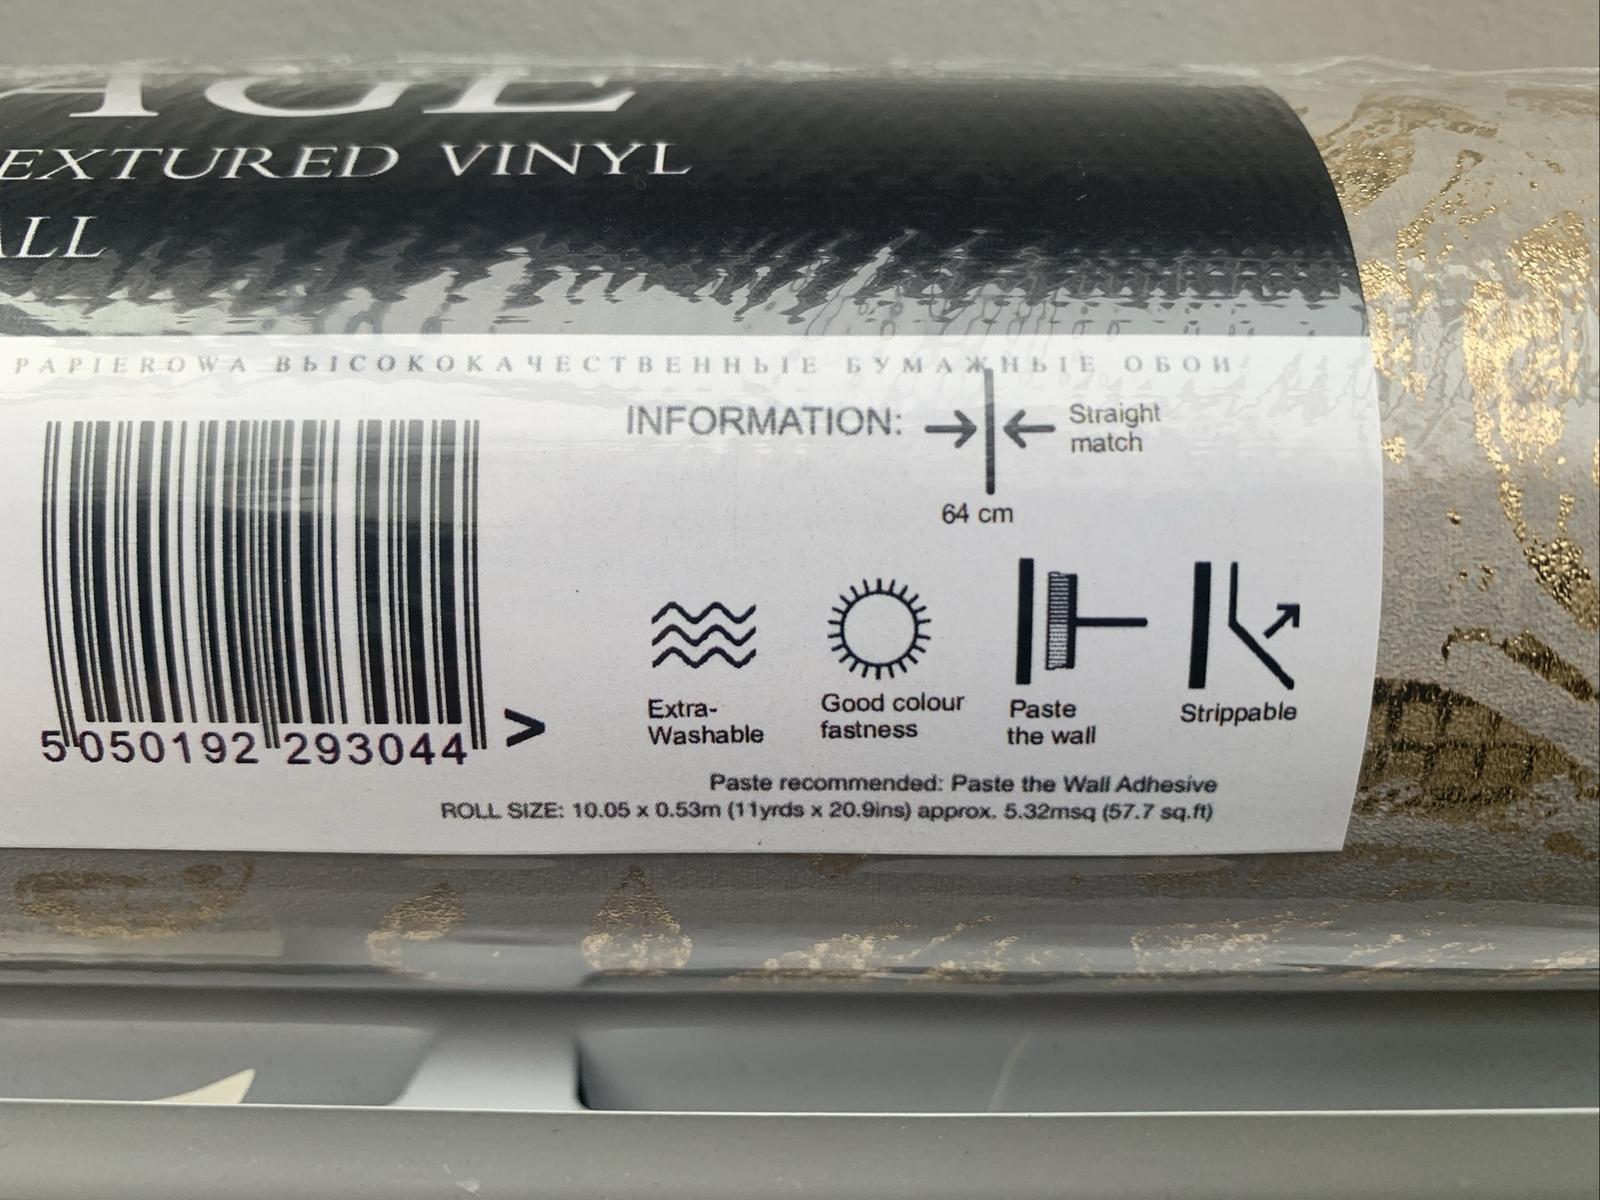 AGE
EXTURED VINYL
ALL
PAPIEROWA ВЫСОКОКАЧЕСТВЕННЫЕ БУМАЖНЫЕ ОБОИ
INFORMATION:
Straight
match
64 cm
Extra-
Washable
Good colour
fastness
Paste
the wall
Strippable
5 050192 293044 >
Paste recommended: Paste the Wall Adhesive
ROLL SIZE: 10.05 x 0.53m (11yrds x 20.9ins) approx. 5.32msq (57.7 sq.ft)